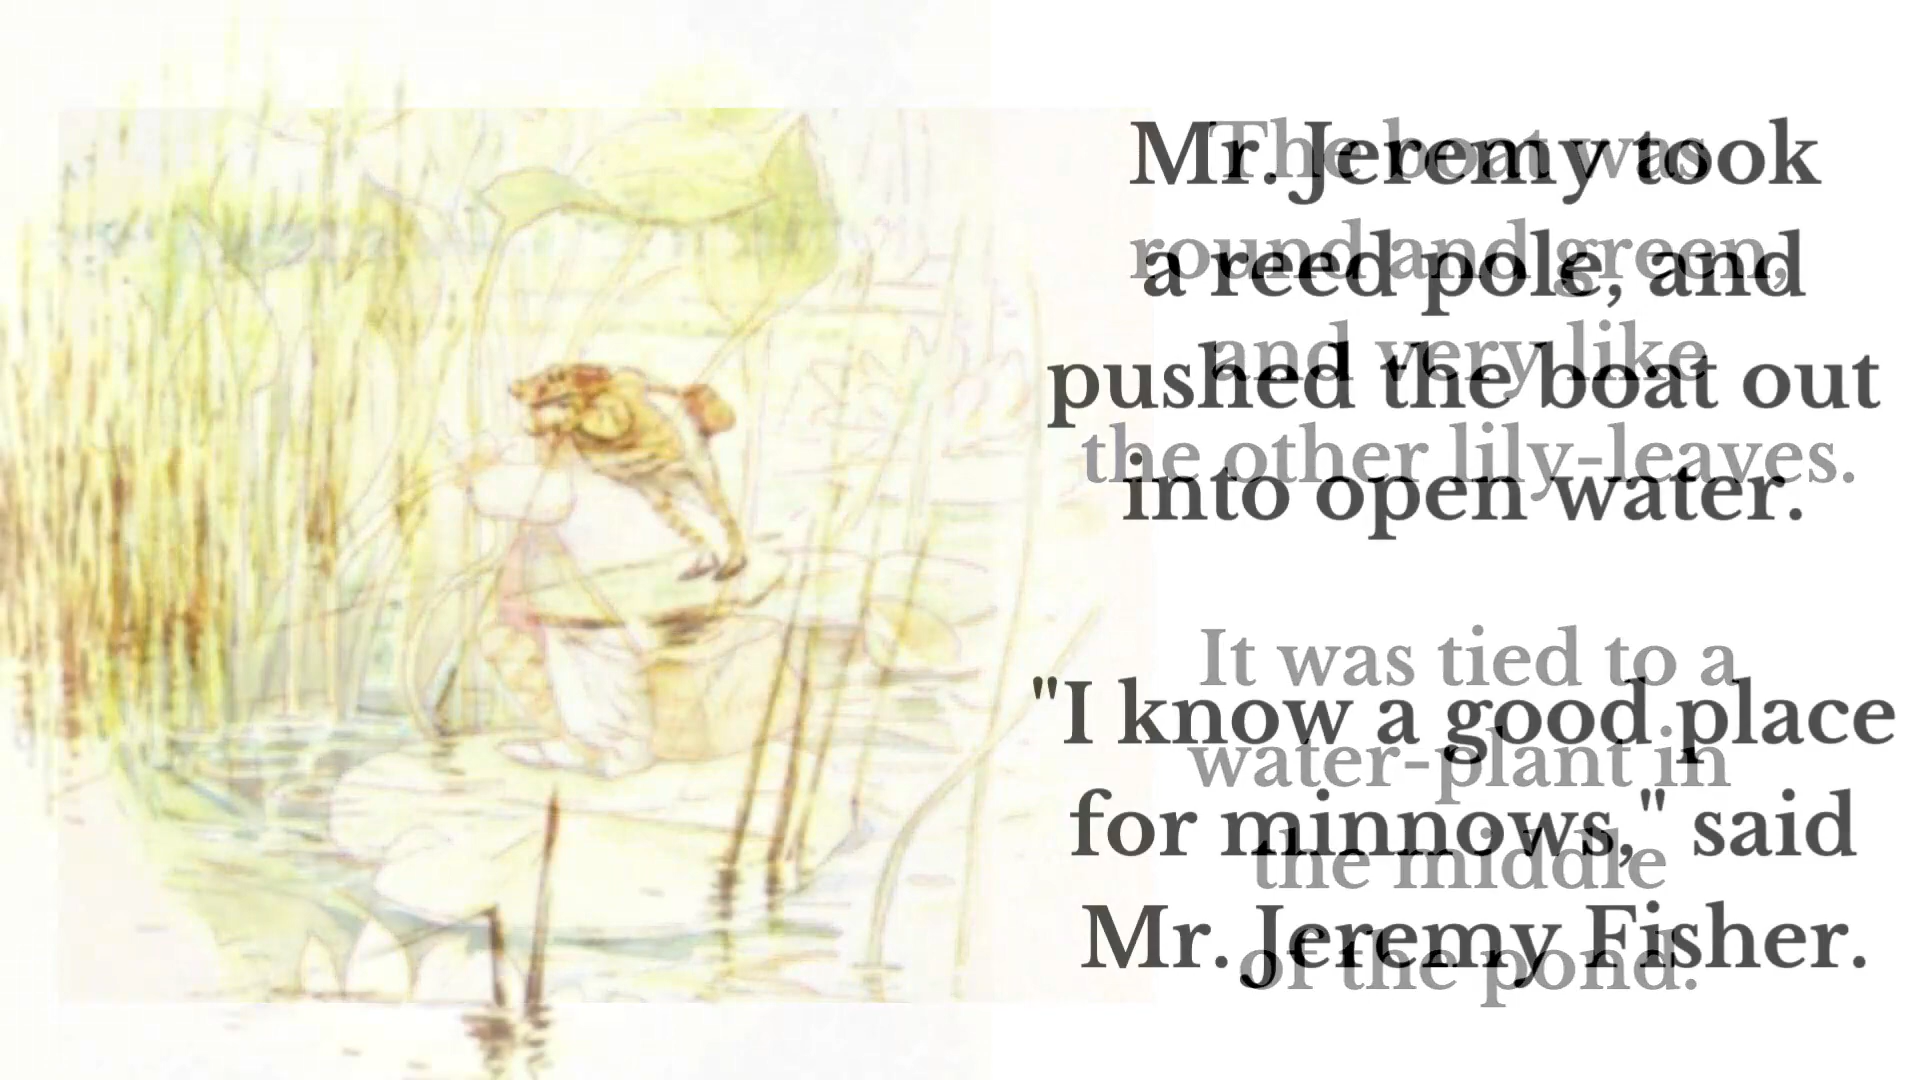 The boat was
round and green,
and very like
the other lily-leaves.
It was tied to a
water-plant in
the middle
of the pond.
Mr. Jeremy took
a reed pole, and
pushed the boat out
into open water.
"I know a good place
for minnows," said
Mr. Jeremy Fisher.